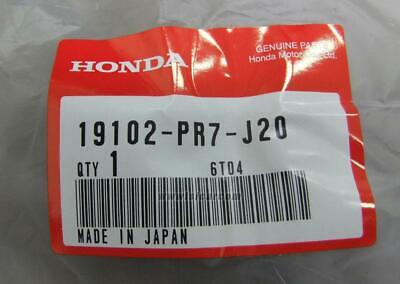 HONDA
GENUINE PARTS
Honda Motor Co., Ltd.
19102-PR7-J20
QTY 1 6T04
MADE IN JAPAN